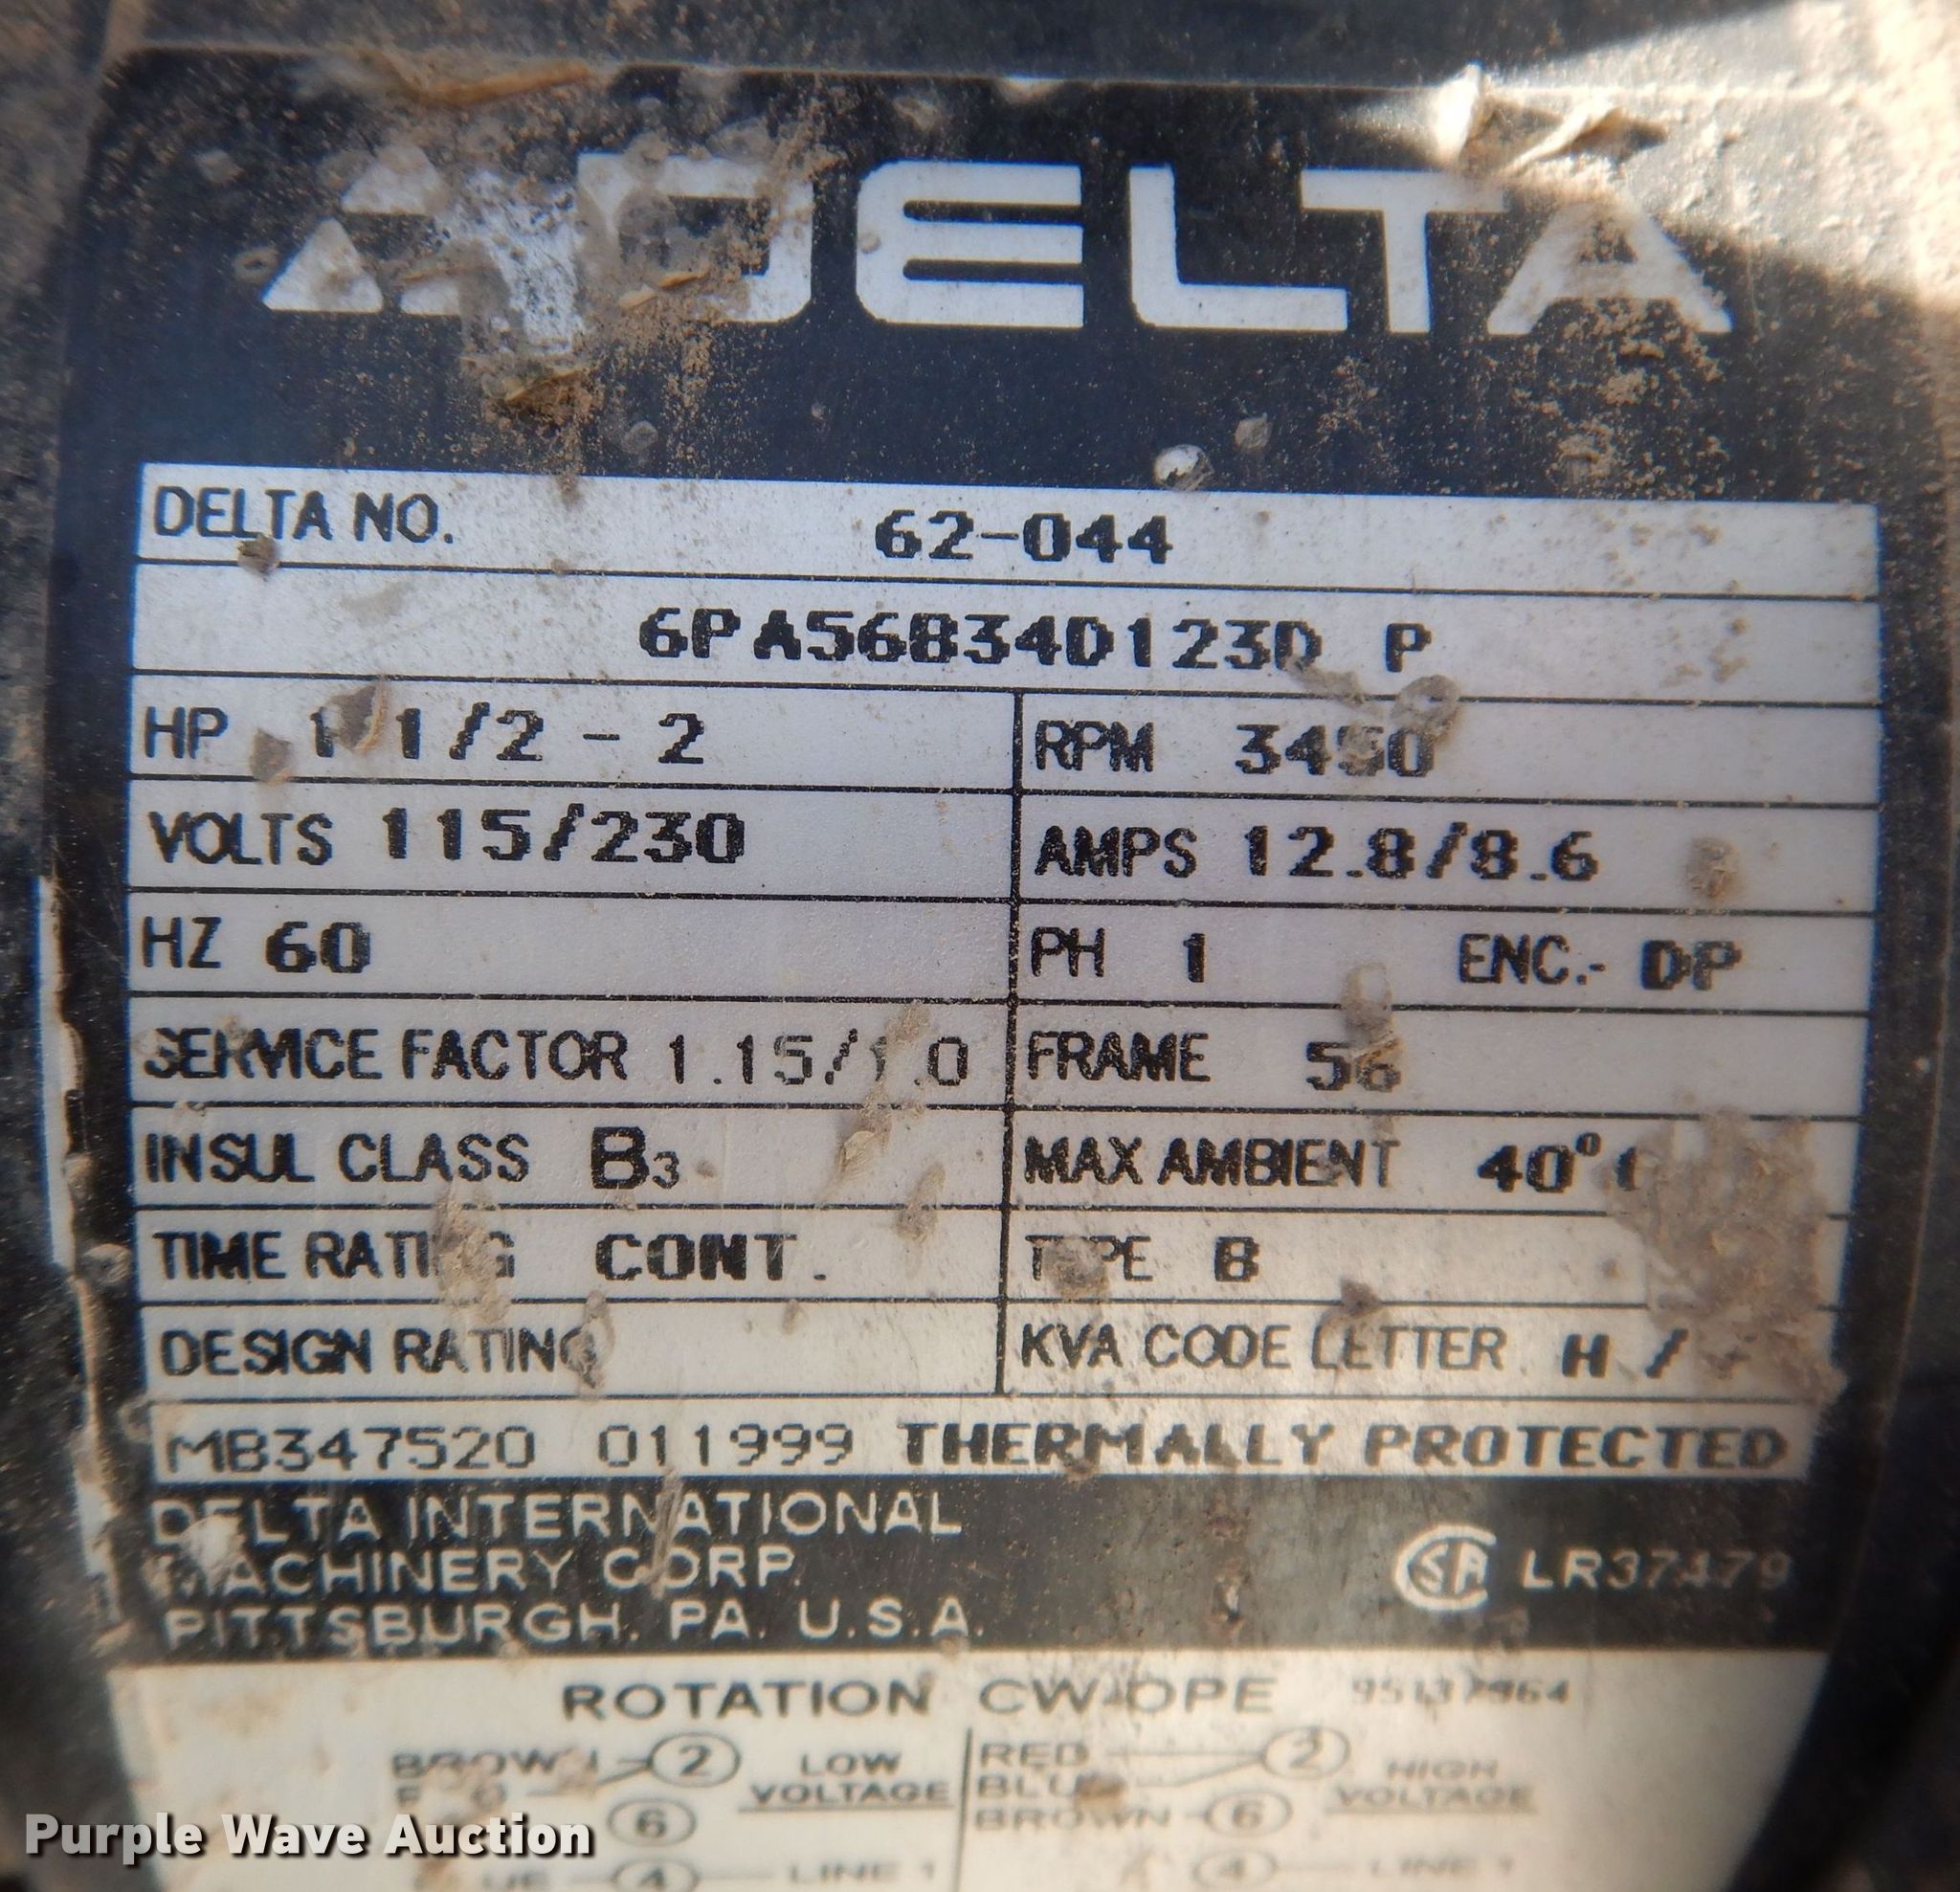 DELTA
DELTA NO. 62-044
6PA56B34D123D P
HP 1 1/2 - 2 RPM 3450
VOLTS 115/230 AMPS 12.8/8.6
HZ 60 PH 1 ENC.- DP
SERVICE FACTOR 1.15/1.0 FRAME 56
INSUL CLASS B3 MAX AMBIENT 40°C
TIME RATING CONT. TYPE B
DESIGN RATING KVA CODE LETTER H /
MB347520 011999 THERMALLY PROTECTED
DELTA INTERNATIONAL
MACHINERY CORP.
PITTSBURGH, PA. U.S.A.
SA LR37479
ROTATION CW-OPE
BROWN 2 LOW VOLTAGE
RED 2 HIGH VOLTAGE
BLUE
6
BROWN 6
4 LINE 1
4 LINE 1
Purple Wave Auction